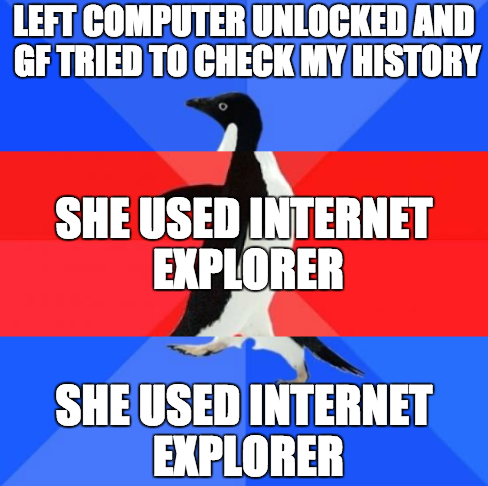 LEFT COMPUTER UNLOCKED AND
GF TRIED TO CHECK MY HISTORY
SHE USED INTERNET
EXPLORER
SHE USED INTERNET
EXPLORER